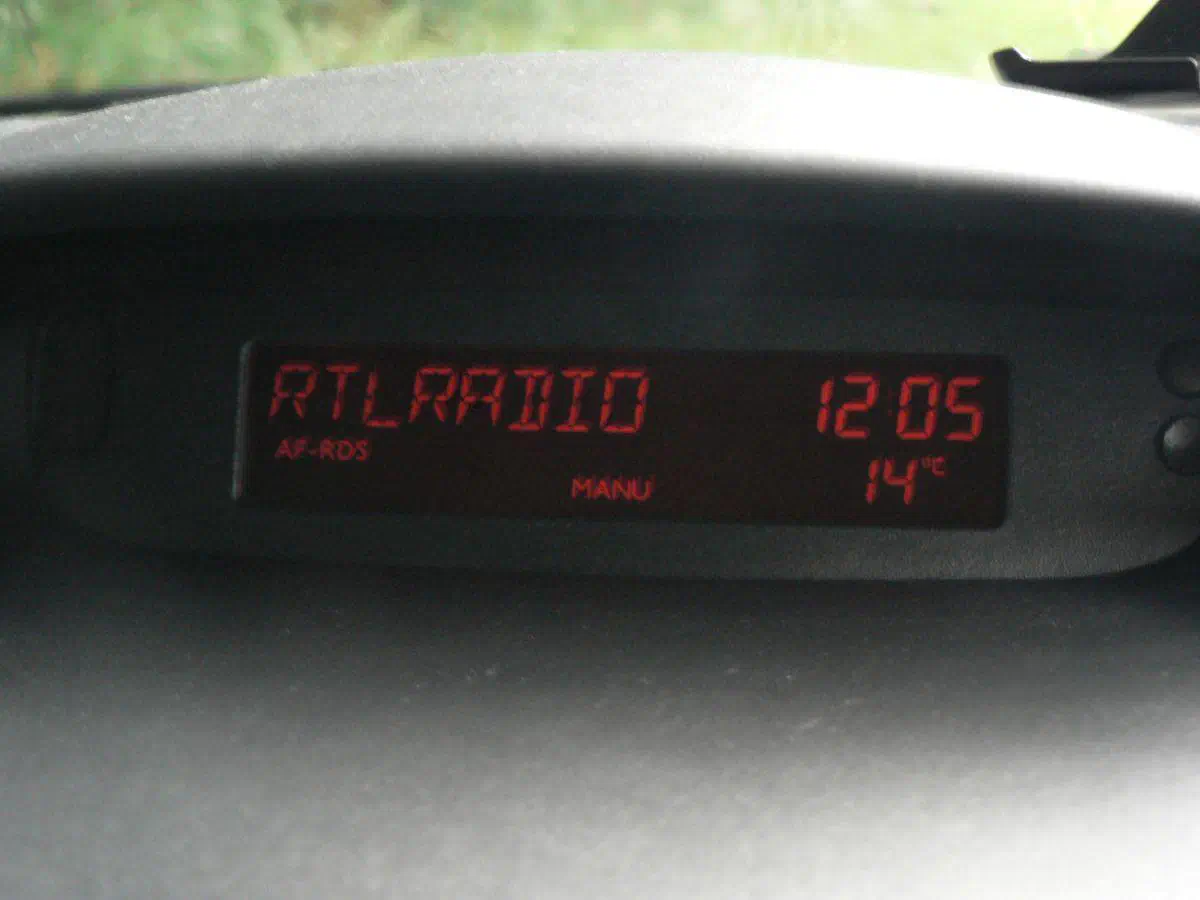 RTLRADIO 12:05
AF-RDS 14°C
MANU